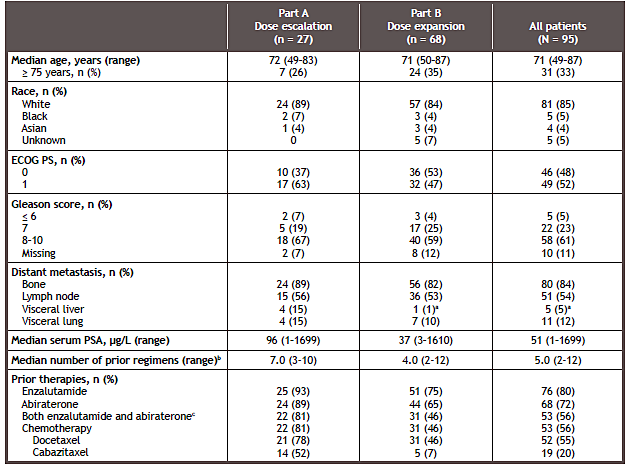 Part A Part B All patients
Dose escalation Dose expansion (N = 95)
(n = 27) (n = 68)
Median age, years (range) 72 (49-83) 71 (50-87) 71 (49-87)
≥ 75 years, n (%) 7 (26) 24 (35) 31 (33)
Race, n (%)
White 24 (89) 57 (84) 81 (85)
Black 2 (7) 3 (4) 5 (5)
Asian 1 (4) 3 (4) 4 (4)
Unknown 0 5 (7) 5 (5)
ECOG PS, n (%)
0 10 (37) 36 (53) 46 (48)
1 17 (63) 32 (47) 49 (52)
Gleason score, n (%)
≤ 6 2 (7) 3 (4) 5 (5)
7 5 (19) 17 (25) 22 (23)
8-10 18 (67) 40 (59) 58 (61)
Missing 2 (7) 8 (12) 10 (11)
Distant metastasis, n (%)
Bone 24 (89) 56 (82) 80 (84)
Lymph node 15 (56) 36 (53) 51 (54)
Visceral liver 4 (15) 1 (1)ᵃ 5 (5)ᵃ
Visceral lung 4 (15) 7 (10) 11 (12)
Median serum PSA, µg/L (range) 96 (1-1699) 37 (3-1610) 51 (1-1699)
Median number of prior regimens (range)ᵇ 7.0 (3-10) 4.0 (2-12) 5.0 (2-12)
Prior therapies, n (%)
Enzalutamide 25 (93) 51 (75) 76 (80)
Abiraterone 24 (89) 44 (65) 68 (72)
Both enzalutamide and abirateroneᶜ 22 (81) 31 (46) 53 (56)
Chemotherapy 22 (81) 31 (46) 53 (56)
Docetaxel 21 (78) 31 (46) 52 (55)
Cabazitaxel 14 (52) 5 (7) 19 (20)